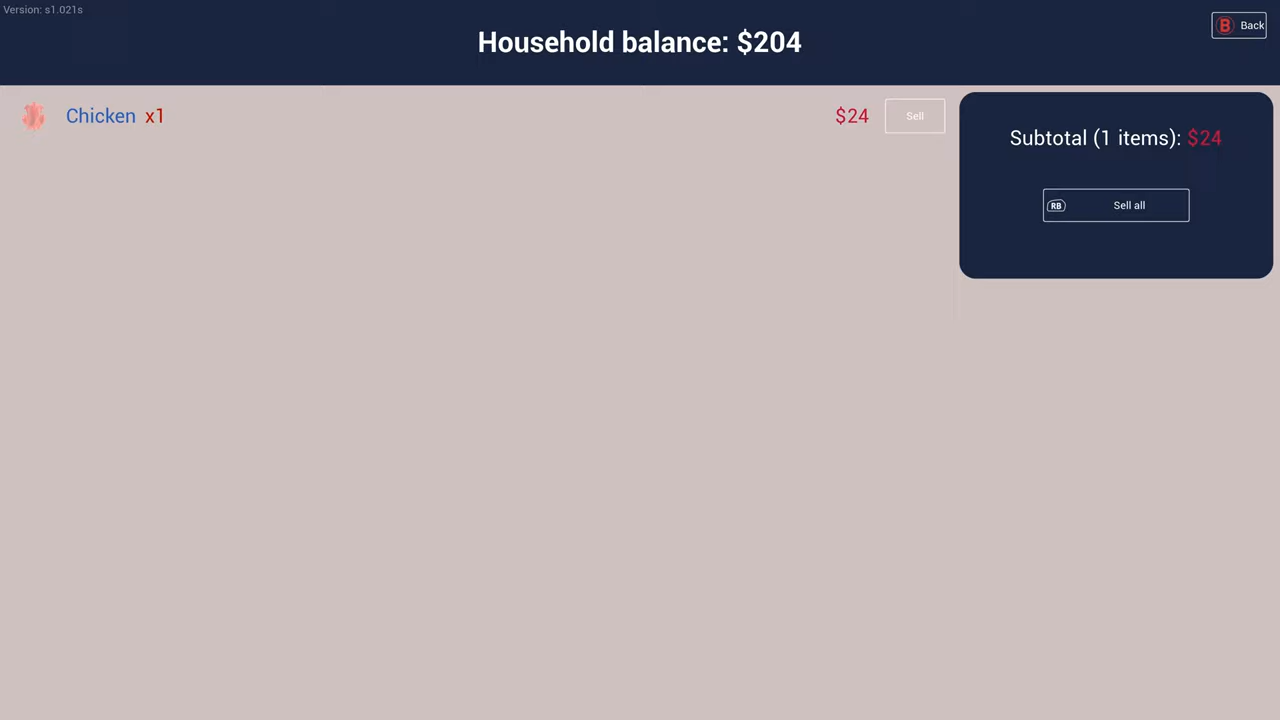 Version: s1.021s
Household balance: $204
B Back
Chicken x1
$24
Sell
Subtotal (1 items): $24
RB Sell all